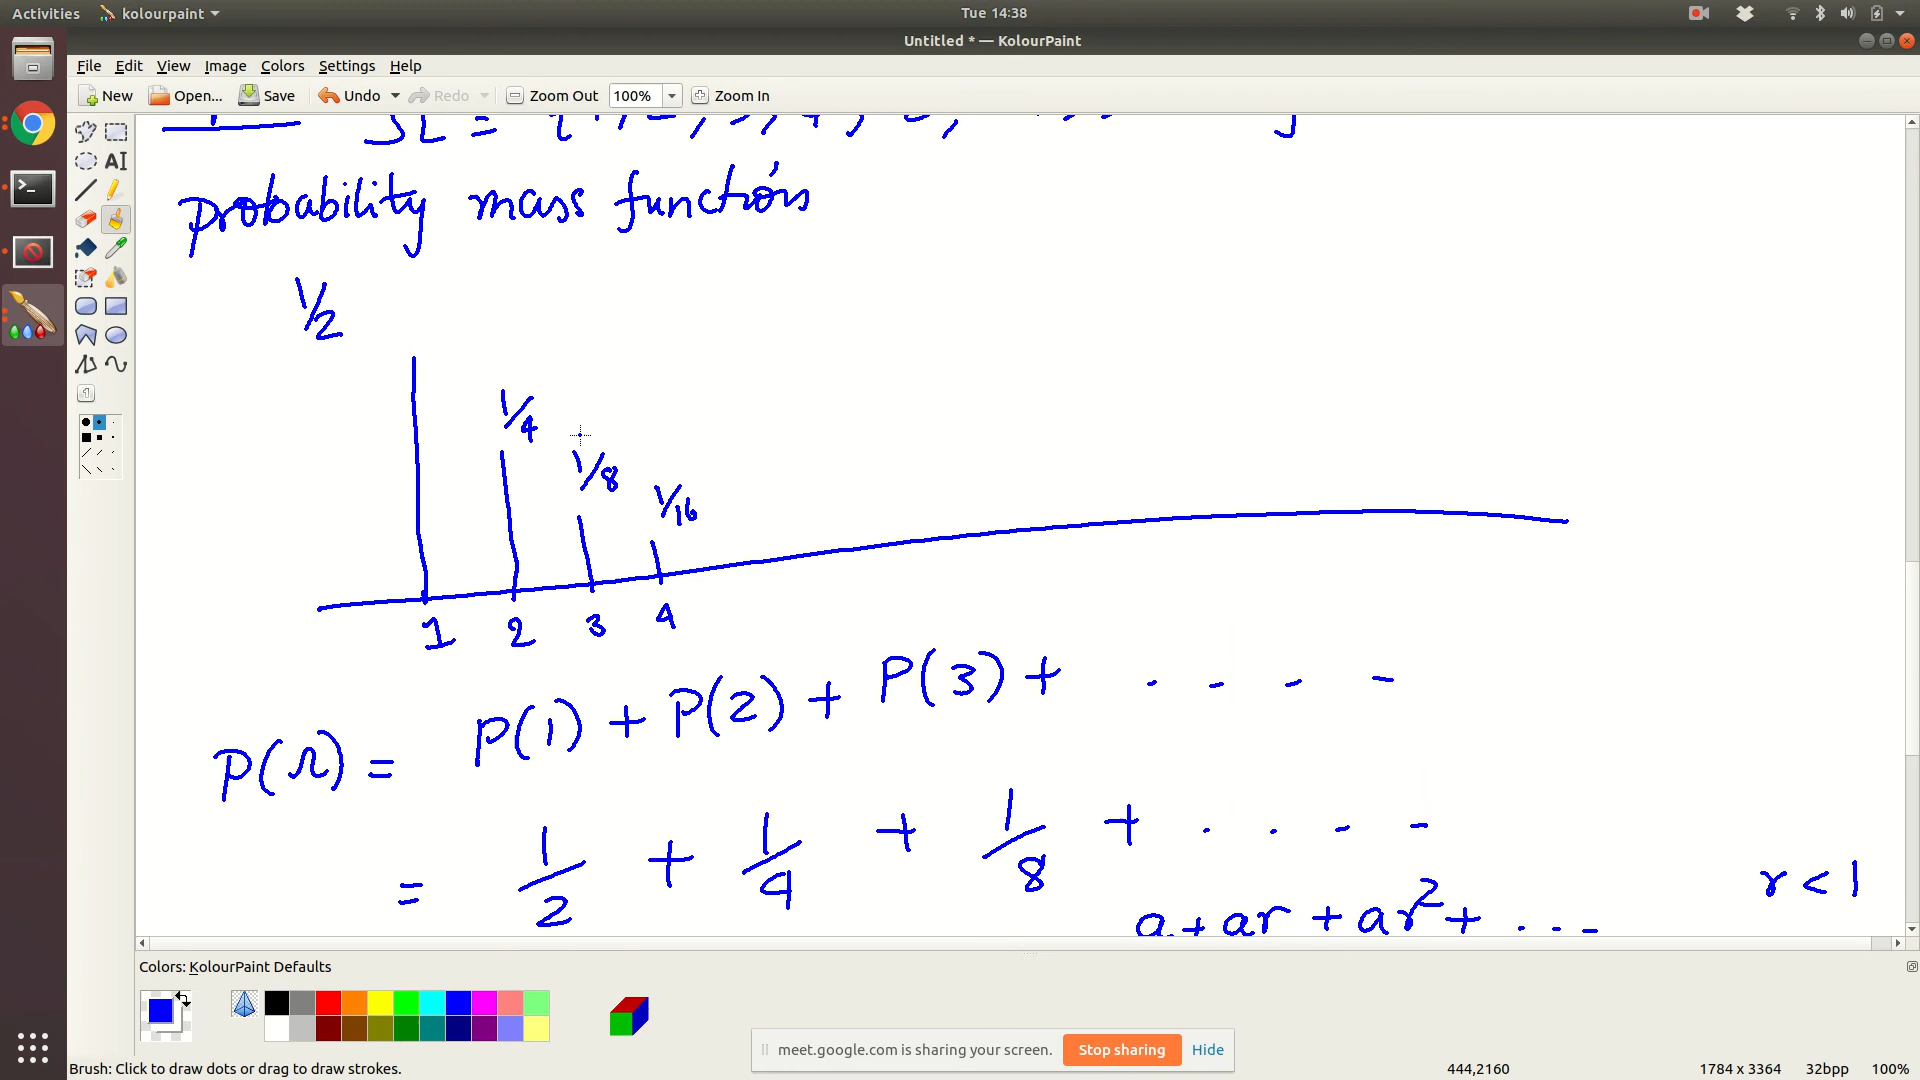 Activities kolourpaint Tue 14:38
Untitled * — KolourPaint
File Edit View Image Colors Settings Help
New Open... Save Undo Redo Zoom Out 100% Zoom In
probability mass function
1/2
1/4
1/8
1/16
1 2 3 4
P(Ω) = P(1) + P(2) + P(3) + . - - -
= 1/2 + 1/4 + 1/8 + . . - -
r < 1
a + ar + ar² + . . .
Colors: KolourPaint Defaults
meet.google.com is sharing your screen. Stop sharing Hide
Brush: Click to draw dots or drag to draw strokes. 444,2160 1784 x 3364 32bpp 100%